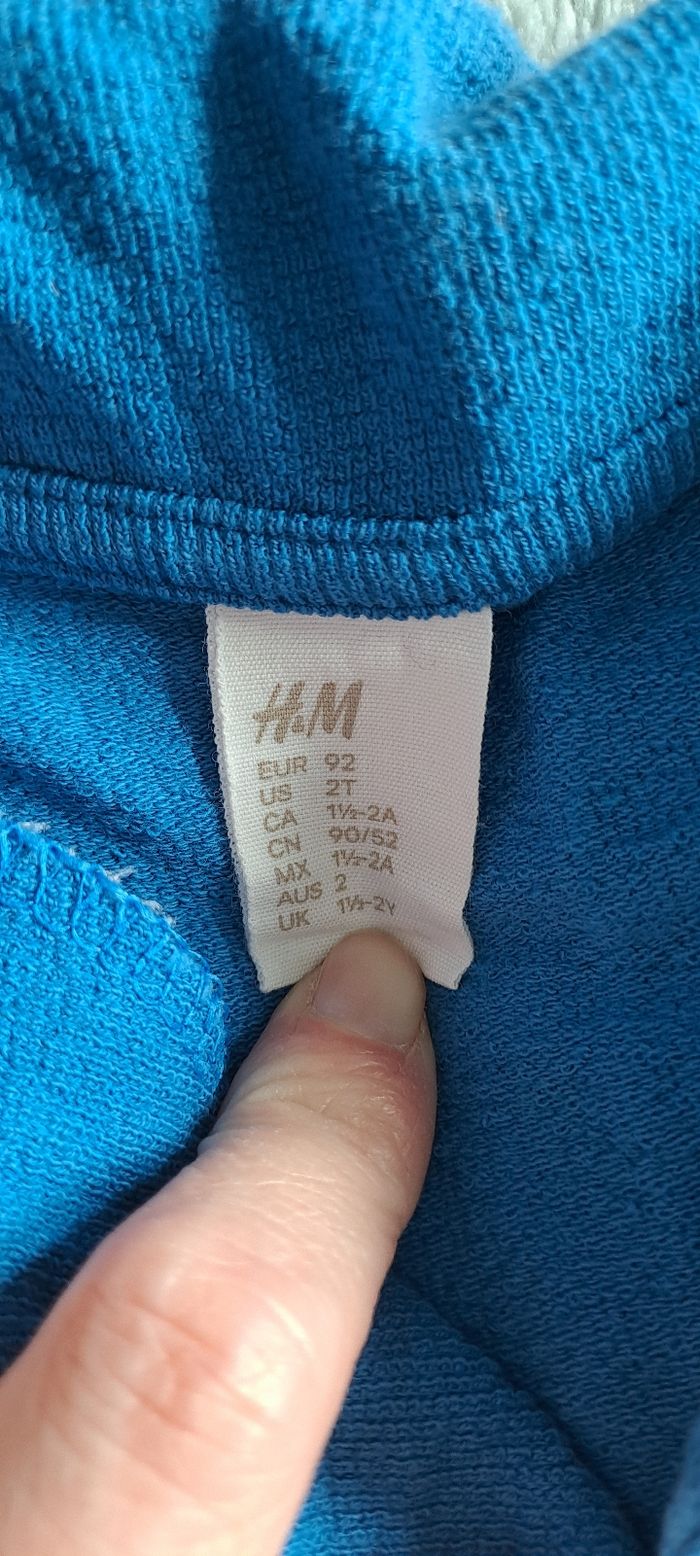 H&M
EUR 92
US 2T
CA 1½-2A
CN 90/52
MX 1½-2A
AUS 2
UK 1½-2Y